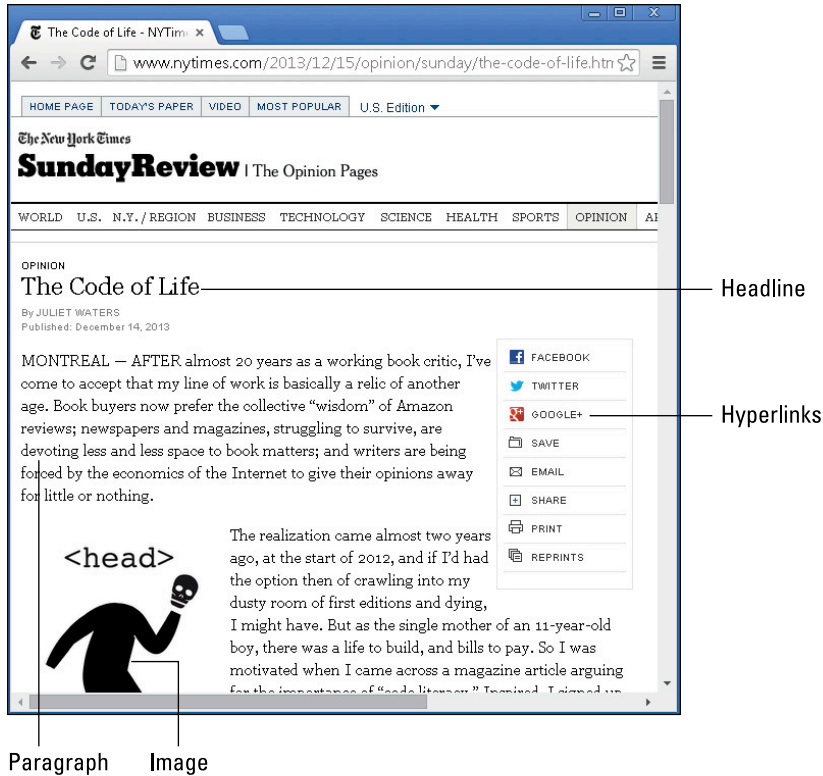 The Code of Life - NYTim
www.nytimes.com/2013/12/15/opinion/sunday/the-code-of-life.htm
HOME PAGE TODAY'S PAPER VIDEO MOST POPULAR U.S. Edition
The New York Times
SundayReview | The Opinion Pages
WORLD U.S. N.Y. / REGION BUSINESS TECHNOLOGY SCIENCE HEALTH SPORTS OPINION
OPINION
The Code of Life
Headline
By JULIET WATERS
Published: December 14, 2013
MONTREAL — AFTER almost 20 years as a working book critic, I've
come to accept that my line of work is basically a relic of another
age. Book buyers now prefer the collective “wisdom” of Amazon
reviews; newspapers and magazines, struggling to survive, are
devoting less and less space to book matters; and writers are being
forced by the economics of the Internet to give their opinions away
for little or nothing.
FACEBOOK
TWITTER
GOOGLE+
Hyperlinks
SAVE
EMAIL
SHARE
PRINT
REPRINTS
<head>
The realization came almost two years
ago, at the start of 2012, and if I'd had
the option then of crawling into my
dusty room of first editions and dying,
I might have. But as the single mother of an 11-year-old
boy, there was a life to build, and bills to pay. So I was
motivated when I came across a magazine article arguing
for the importance of “code literacy.” Inspired, I signed up
Paragraph Image